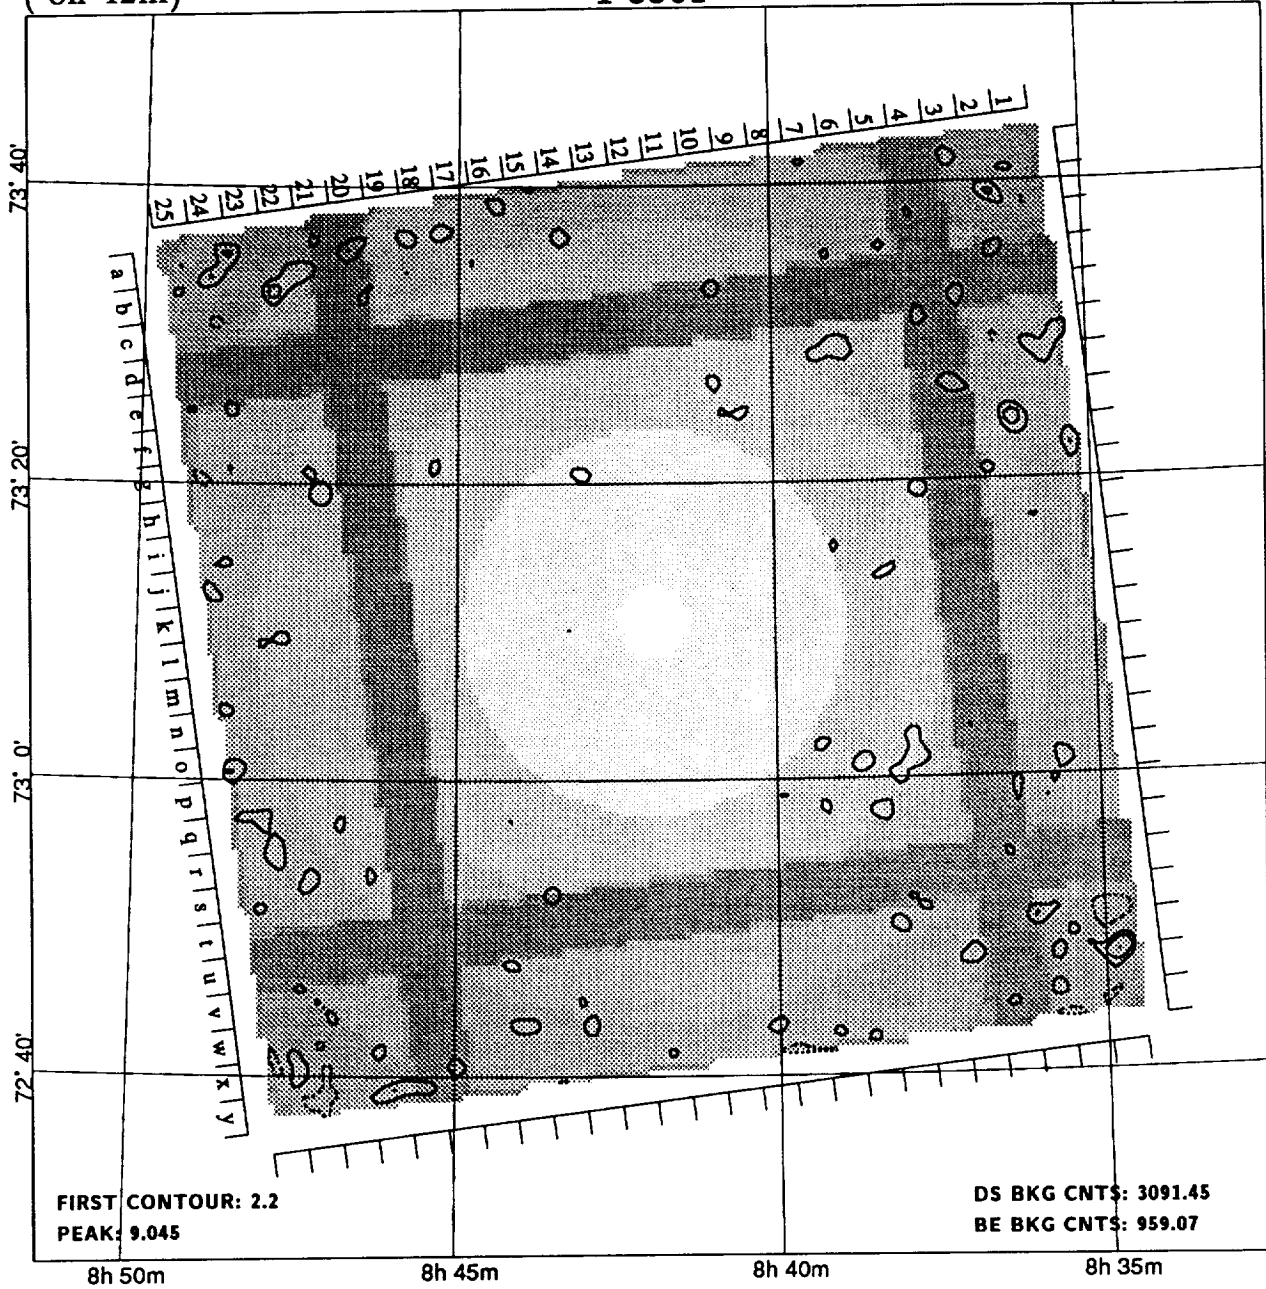 1
2
3
4
5
6
7
8
9
10
11
12
13
14
15
16
17
18
19
20
21
22
23
24
25
73° 40'
a
b
c
d
e
f
g
h
i
j
k
l
m
n
o
p
q
r
s
t
u
v
w
x
y
73° 20'
73° 0'
72° 40'
FIRST CONTOUR: 2.2
PEAK: 9.045
DS BKG CNTS: 3091.45
BE BKG CNTS: 959.07
8h 50m
8h 45m
8h 40m
8h 35m